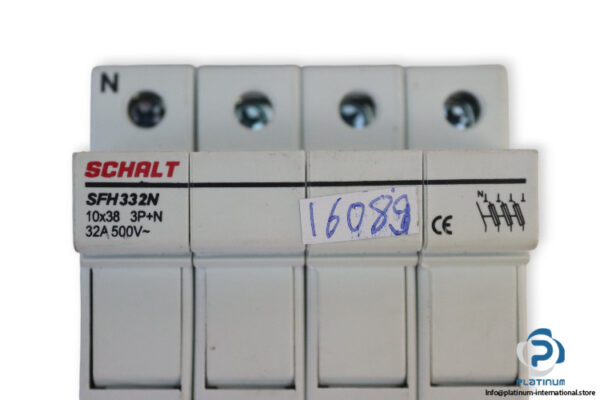 N
SCHALT
SFH332N
10x38 3P+N
32A 500V~
16089
CE
N
PLATINUM
info@platinum-international.store